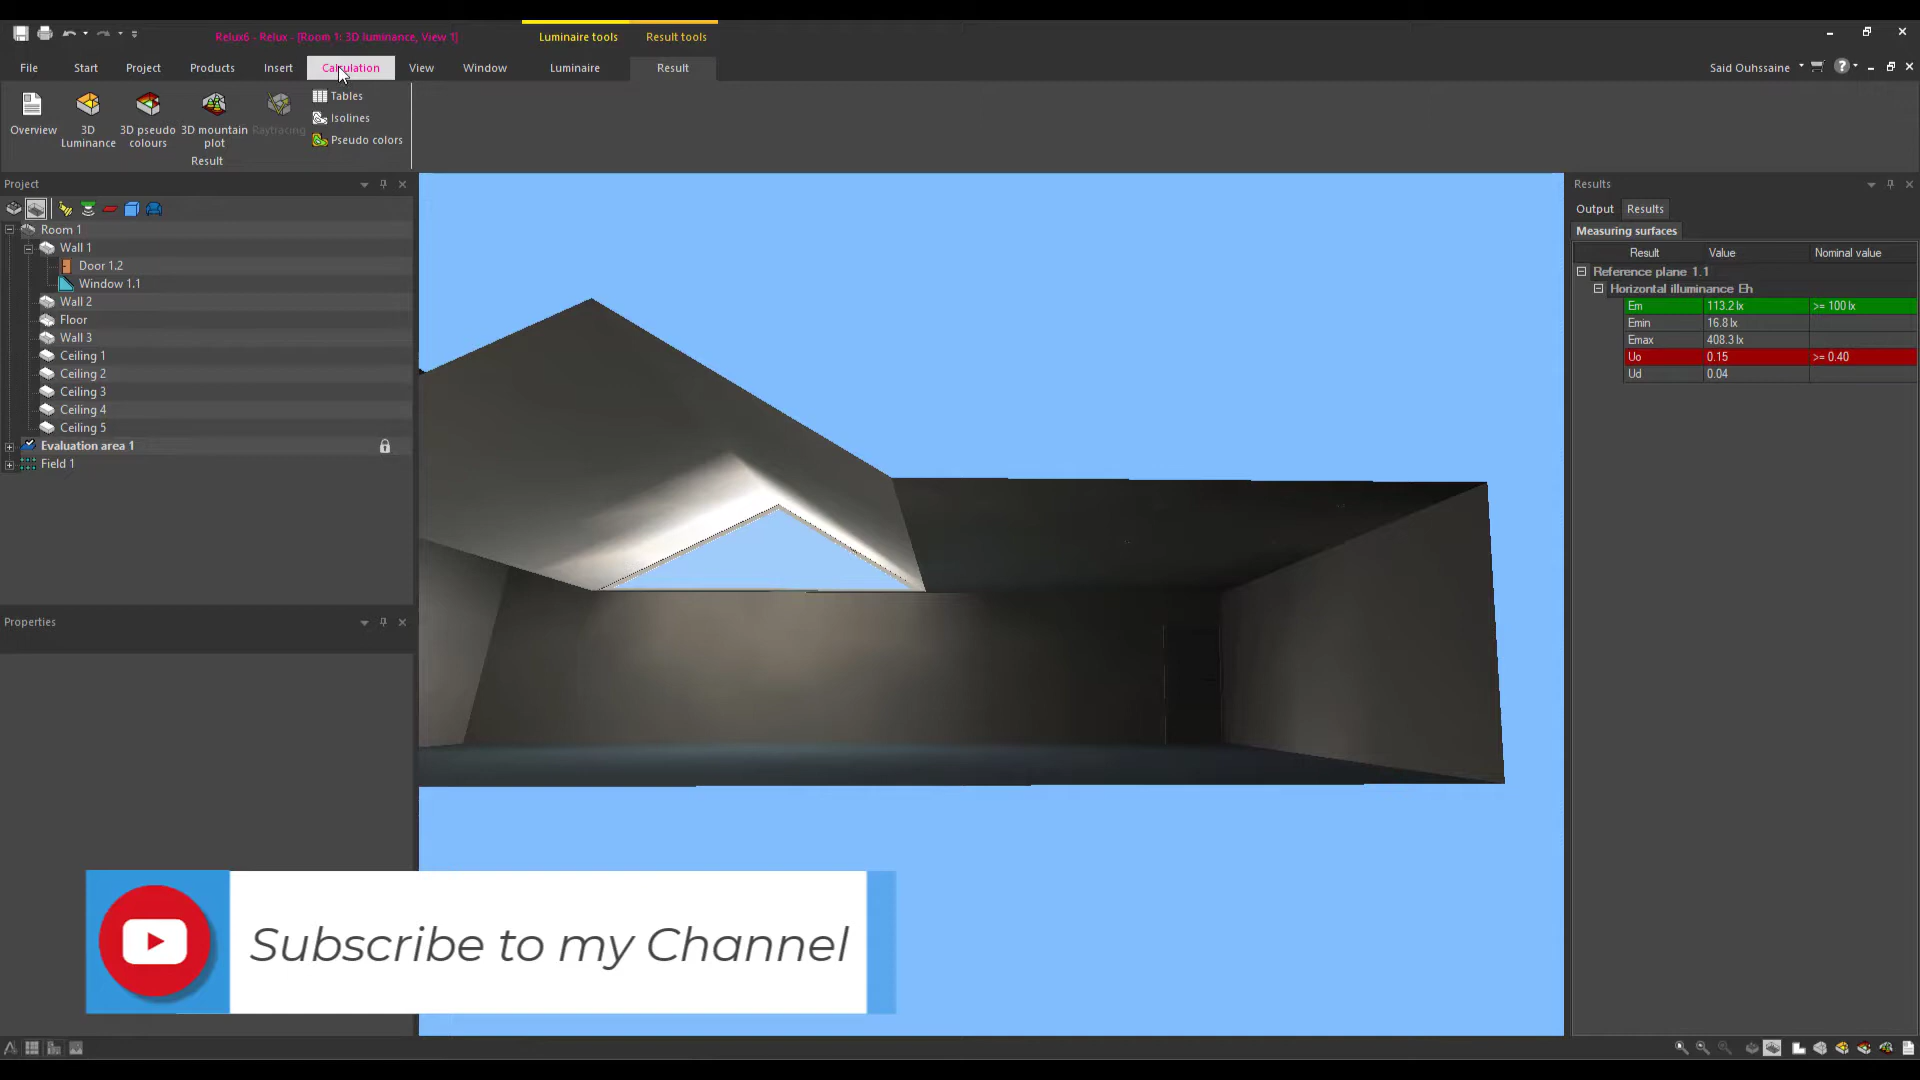 Relux6 - Relux - [Room 1: 3D luminance, View 1]
Luminaire tools
Result tools
File
Start
Project
Products
Insert
Calculation
View
Window
Luminaire
Result
Said Ouhssaine
Overview
3D Luminance
3D pseudo colours
3D mountain plot
Raytracing
Tables
Isolines
Pseudo colors
Result
Project
Room 1
Wall 1
Door 1.2
Window 1.1
Wall 2
Floor
Wall 3
Ceiling 1
Ceiling 2
Ceiling 3
Ceiling 4
Ceiling 5
Evaluation area 1
Field 1
Properties
Results
Output Results
Measuring surfaces
Result Value Nominal value
Reference plane 1.1
Horizontal illuminance Eh
Em 113.2 lx >= 100 lx
Emin 16.8 lx
Emax 408.3 lx
Uo 0.15 >= 0.40
Ud 0.04
Subscribe to my Channel